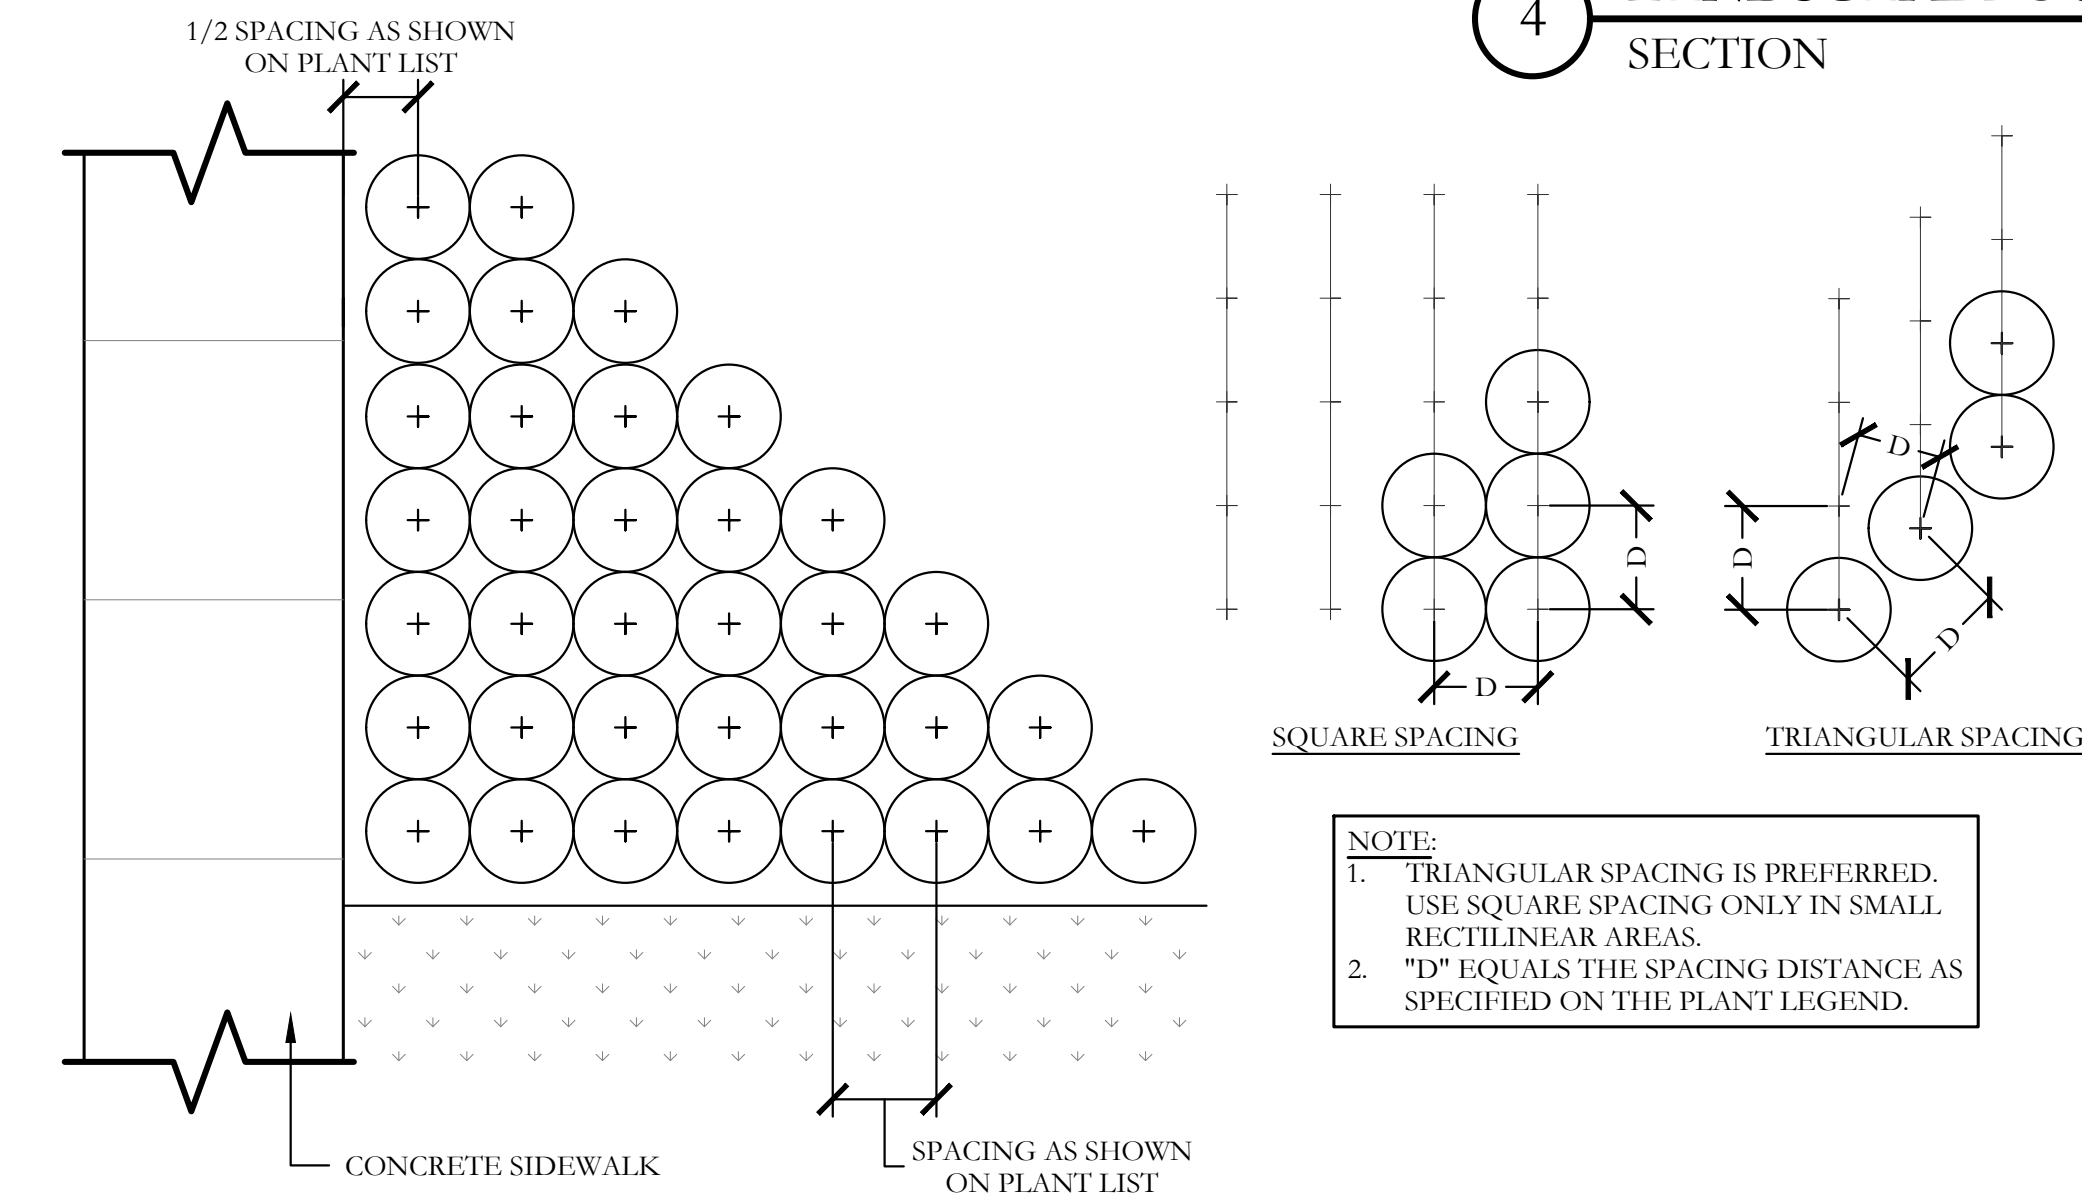 1/2 SPACING AS SHOWN
ON PLANT LIST
4
SECTION
D
D
D
D
D
SQUARE SPACING
TRIANGULAR SPACING
NOTE:
1. TRIANGULAR SPACING IS PREFERRED.
USE SQUARE SPACING ONLY IN SMALL
RECTILINEAR AREAS.
2. "D" EQUALS THE SPACING DISTANCE AS
SPECIFIED ON THE PLANT LEGEND.
CONCRETE SIDEWALK
SPACING AS SHOWN
ON PLANT LIST